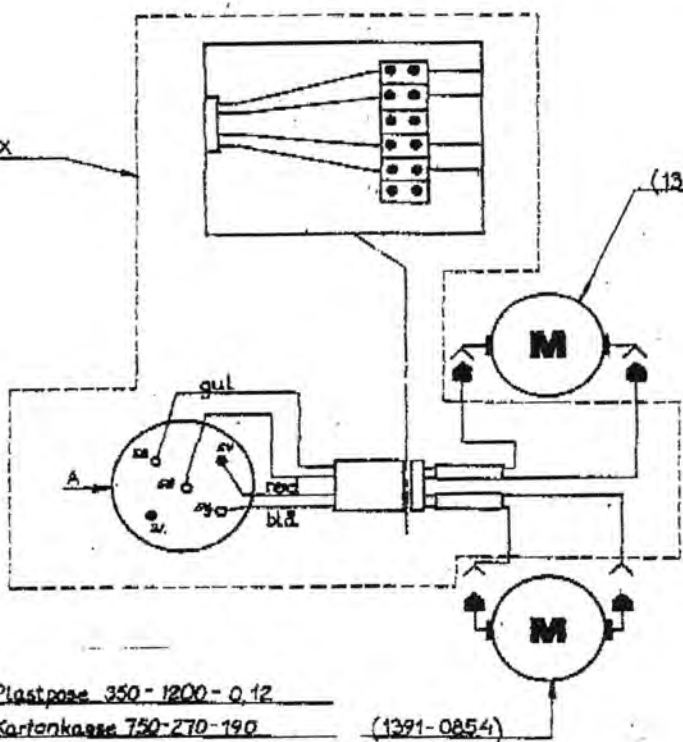 X
(13
M
gul
A
rød
blå
M
Plastpose 350-1200-0,12
Kartonkasse 750-270-190
(1391-0854)